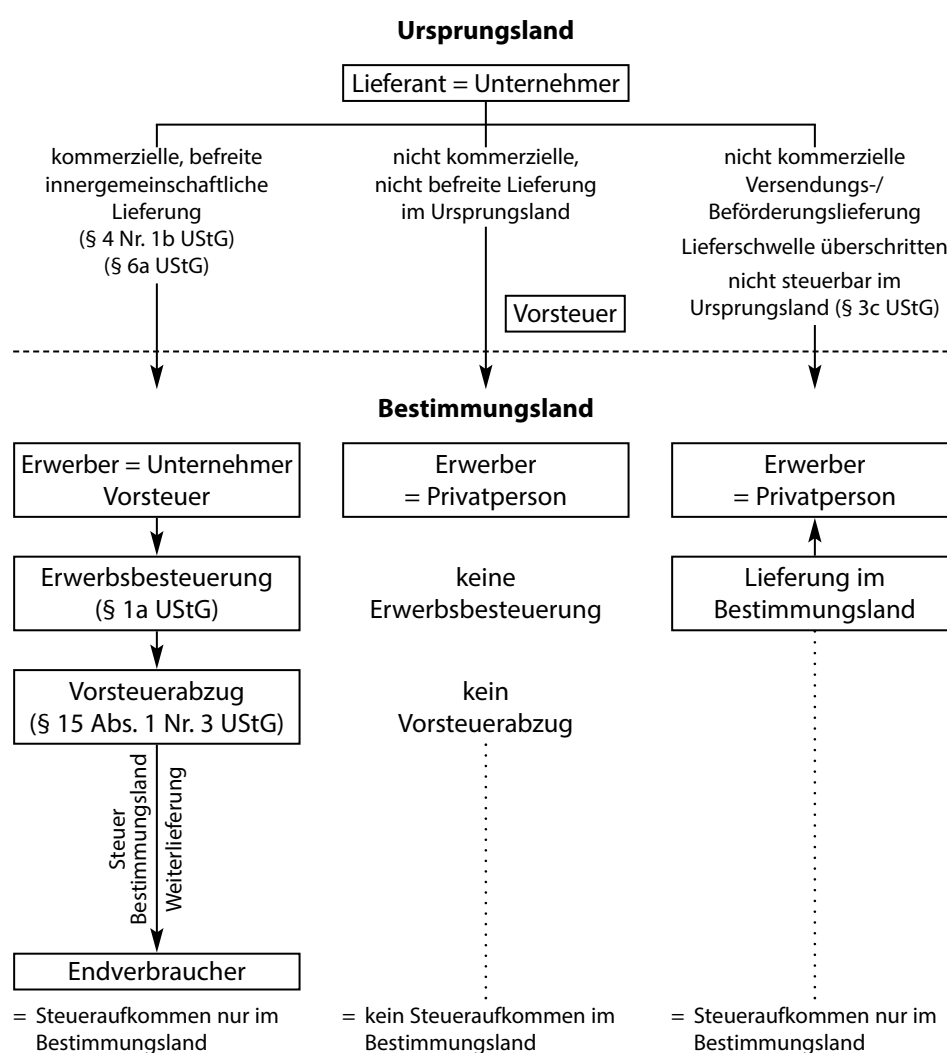 Ursprungsland
Lieferant = Unternehmer
kommerzielle, befreite
innergemeinschaftliche
Lieferung
(§ 4 Nr. 1b UStG)
(§ 6a UStG)
nicht kommerzielle,
nicht befreite Lieferung
im Ursprungsland
Vorsteuer
nicht kommerzielle
Versendungs-/
Beförderungslieferung
Lieferschwelle überschritten
nicht steuerbar im
Ursprungsland (§ 3c UStG)
Bestimmungsland
Erwerber = Unternehmer
Vorsteuer
Erwerbsbesteuerung
(§ 1a UStG)
Vorsteuerabzug
(§ 15 Abs. 1 Nr. 3 UStG)
Steuer
Bestimmungsland
Weiterlieferung
Endverbraucher
= Steueraufkommen nur im
Bestimmungsland
Erwerber
= Privatperson
keine
Erwerbsbesteuerung
kein
Vorsteuerabzug
= kein Steueraufkommen im
Bestimmungsland
Erwerber
= Privatperson
Lieferung im
Bestimmungsland
= Steueraufkommen nur im
Bestimmungsland